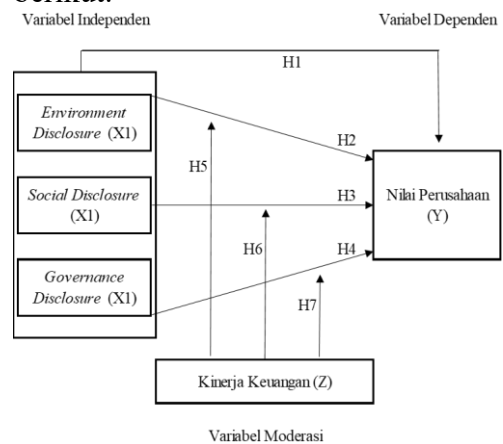 berikut:
Variabel Independen
Variabel Dependen
H1
Environment
Disclosure (X1)
H2
H5
Social Disclosure
(X1)
H3
Nilai Perusahaan
(Y)
H6
H4
Governance
Disclosure (X1)
H7
Kinerja Keuangan (Z)
Variabel Moderasi